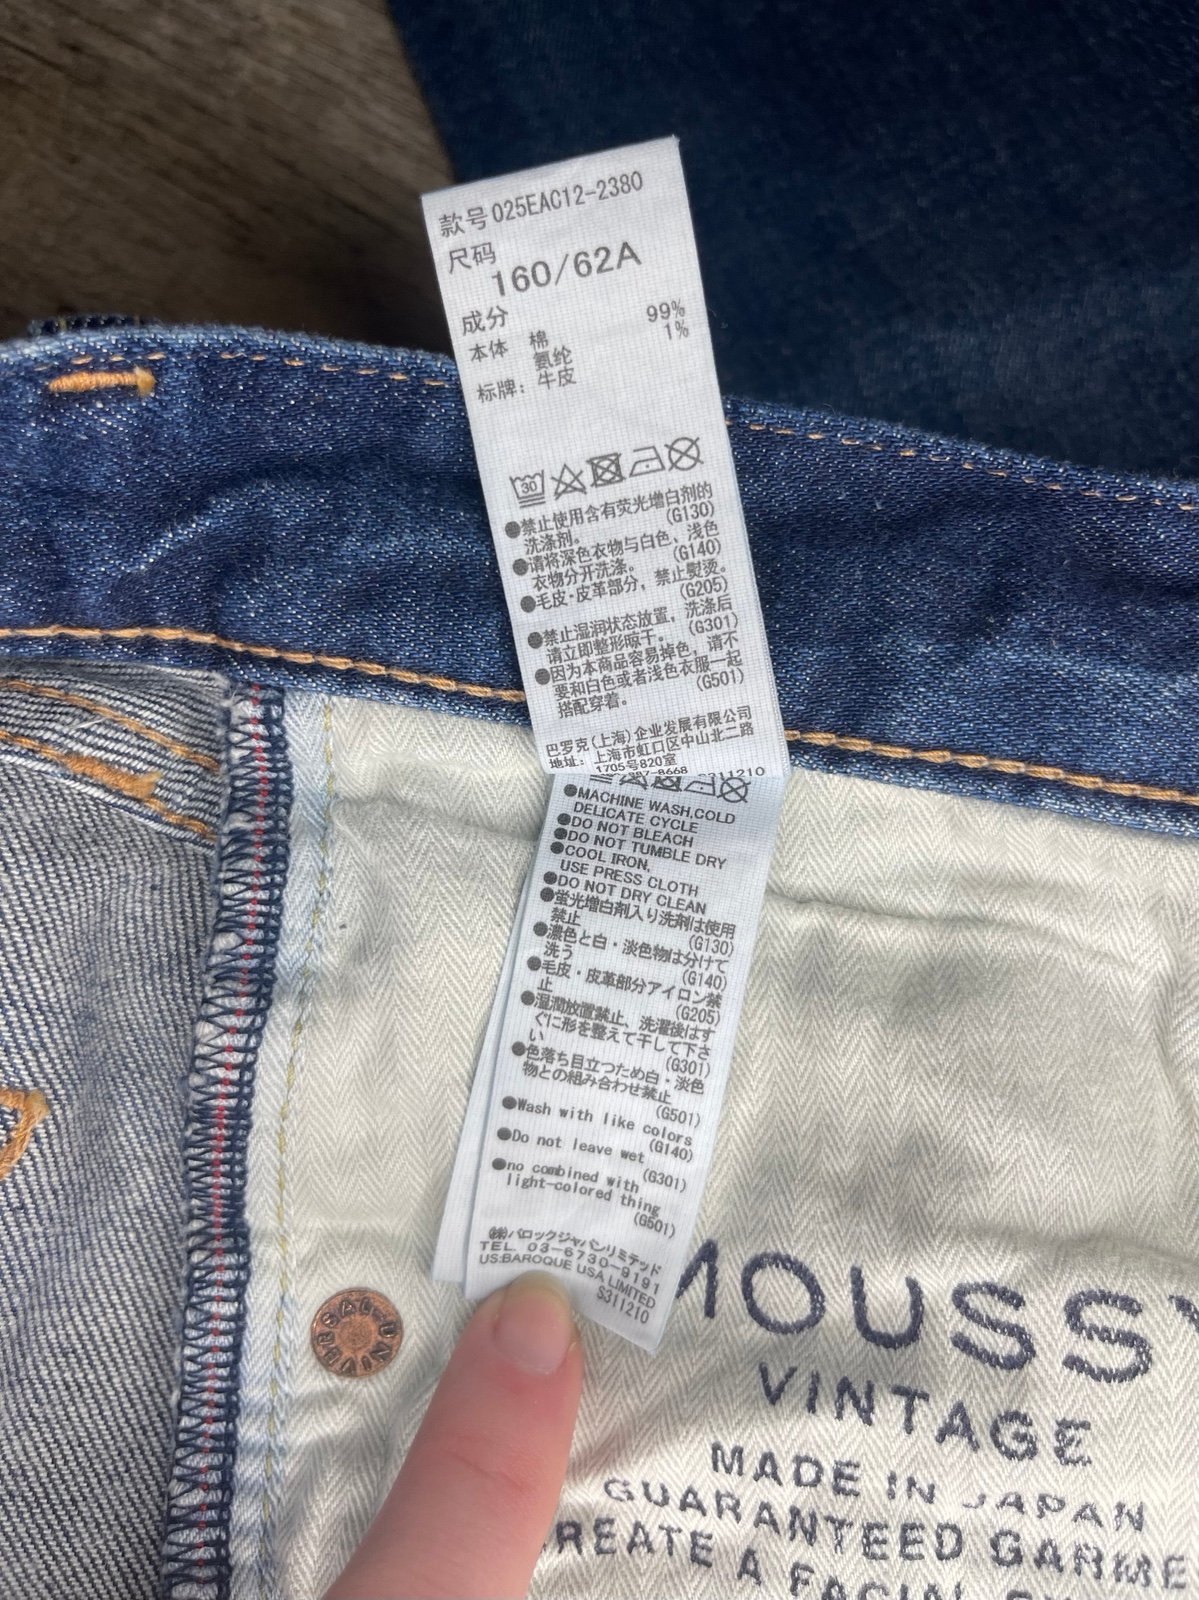 款号 025EAC12-2380
尺码
160/62A
成分
本体 棉 99%
氨纶 1%
标牌：牛皮
30
●禁止使用含有荧光增白剂的
洗涤剂。 (G130)
●请将深色衣物与白色、浅色
衣物分开洗涤。 (G140)
●毛皮·皮革部分，禁止熨烫。
(G205)
●禁止湿润状态放置，洗涤后
请立即整形晾干。 (G301)
●因为本商品容易掉色，请不
要和白色或者浅色衣服一起
搭配穿着。 (G501)
巴罗克(上海)企业发展有限公司
地址：上海市虹口区中山北二路
1705号820室
387-8668 S311210
●MACHINE WASH,COLD
DELICATE CYCLE
●DO NOT BLEACH
●DO NOT TUMBLE DRY
●COOL IRON,
USE PRESS CLOTH
●DO NOT DRY CLEAN
●蛍光増白剤入り洗剤は使用
禁止 (G130)
●濃色と白・淡色物は分けて
洗う (G140)
●毛皮・皮革部分アイロン禁
止 (G205)
●湿潤放置禁止、洗濯後はす
ぐに形を整えて干して下さ
い (G301)
●色落ち目立つため白・淡色
物との組み合わせ禁止
(G501)
●Wash with like colors
(G140)
●Do not leave wet
(G301)
●no combined with
light-colored thing
(G501)
㈱バロックジャパンリミテッド
TEL. 03-6730-9191
US:BAROQUE USA LIMITED
S311210
UNIVERSAL
MOUSSY
VINTAGE
MADE IN JAPAN
GUARANTEED GARME
REATE A FACIAL